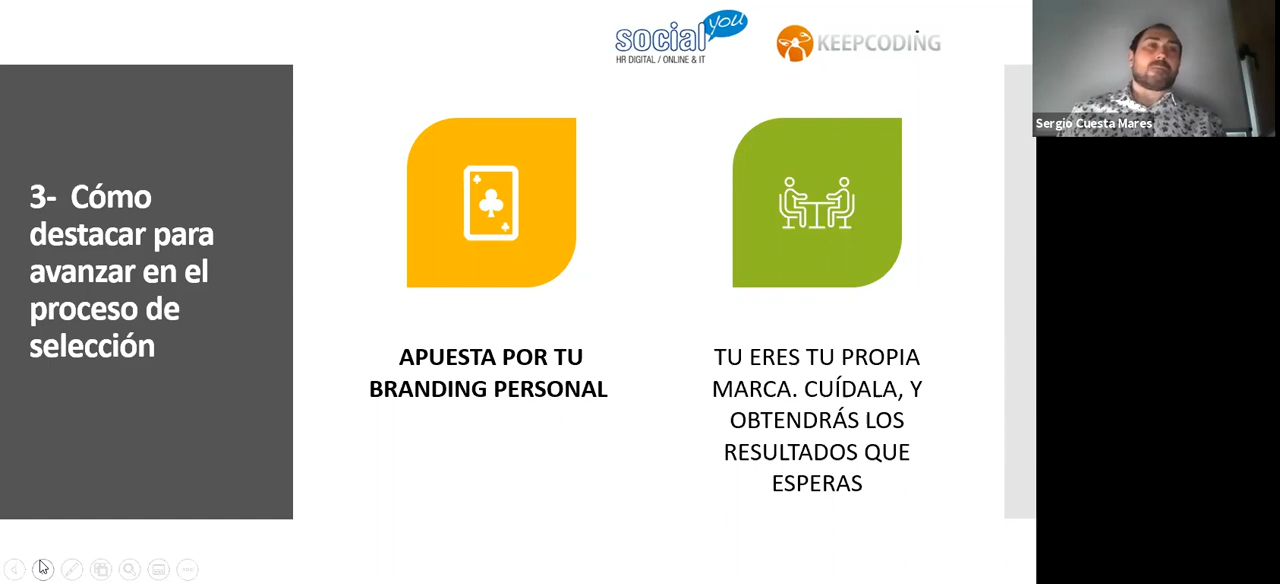 social you
HR DIGITAL / ONLINE & IT
KEEPCODING
Sergio Cuesta Mares
3- Cómo
destacar para
avanzar en el
proceso de
selección
APUESTA POR TU
BRANDING PERSONAL
TU ERES TU PROPIA
MARCA. CUÍDALA, Y
OBTENDRÁS LOS
RESULTADOS QUE
ESPERAS